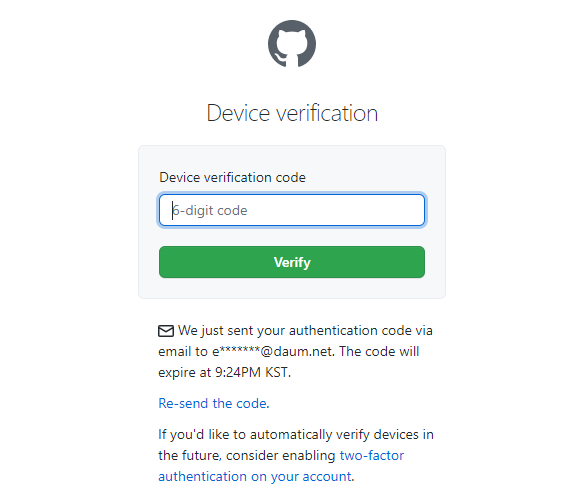 Device verification
Device verification code
6-digit code
Verify
We just sent your authentication code via
email to e*******@daum.net. The code will
expire at 9:24PM KST.
Re-send the code.
If you'd like to automatically verify devices in
the future, consider enabling two-factor
authentication on your account.